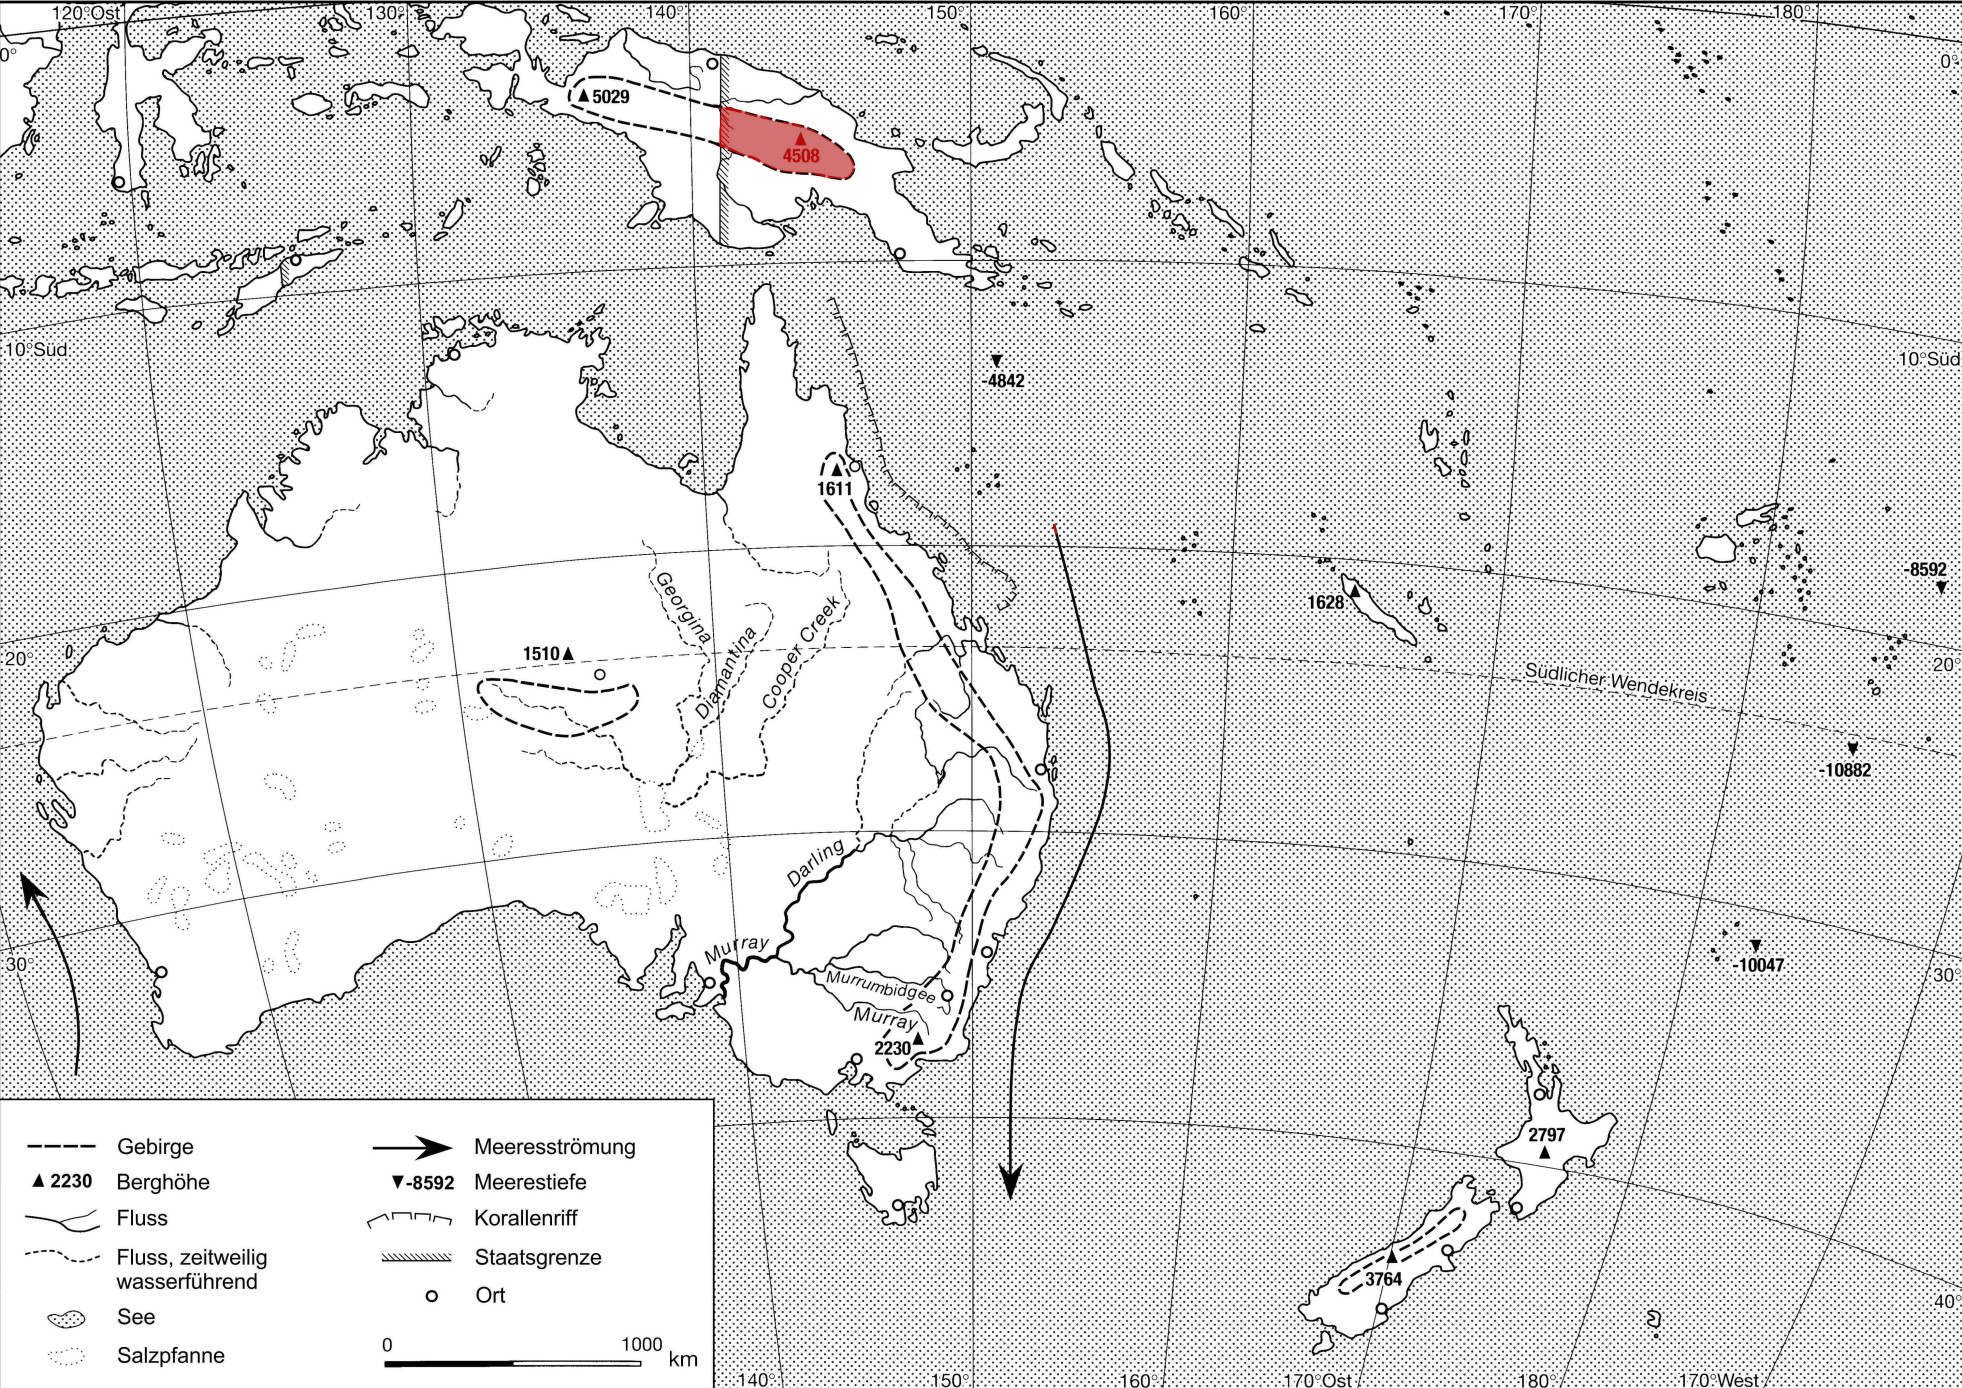 120°Ost
130°
140°
150°
160°
170°
180°
0°
0°
5029
4508
10°Süd
10°Süd
-4842
1611
-8592
1628
Georgina
Diamantina
Cooper Creek
1510
20°
20°
Südlicher Wendekreis
-10882
Darling
Murray
Murrumbidgee
Murray
2230
30°
30°
-10047
2797
3764
40°
Gebirge
2230 Berghöhe
Fluss
Fluss, zeitweilig
wasserführend
See
Salzpfanne
Meeresströmung
-8592 Meerestiefe
Korallenriff
Staatsgrenze
Ort
0 1000 km
140°
150°
160°
170°Ost
180°
170°West